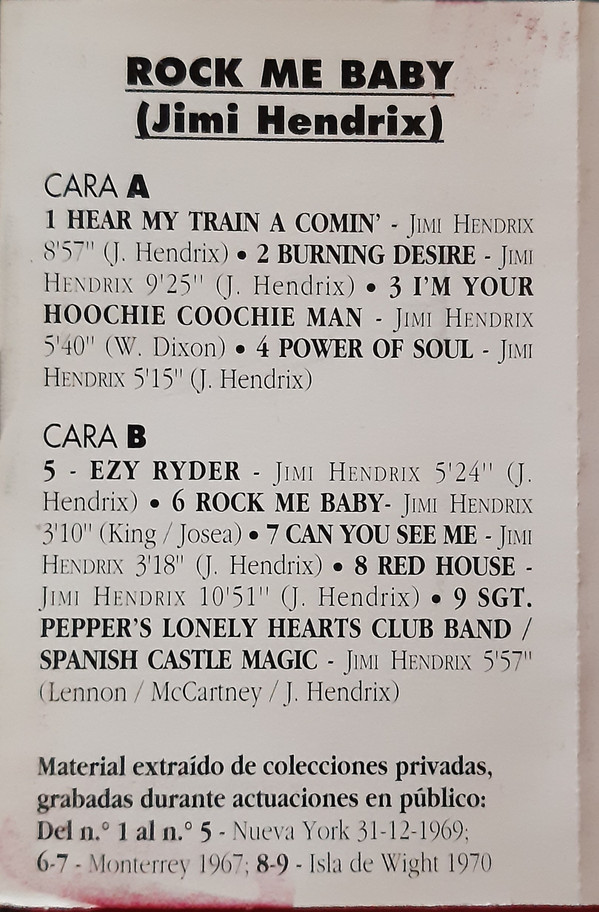 ROCK ME BABY
(Jimi Hendrix)
CARA A
1 HEAR MY TRAIN A COMIN' - JIMI HENDRIX
8'57" (J. Hendrix) • 2 BURNING DESIRE - JIMI
HENDRIX 9'25" (J. Hendrix) • 3 I'M YOUR
HOOCHIE COOCHIE MAN - JIMI HENDRIX
5'40" (W. Dixon) • 4 POWER OF SOUL - JIMI
HENDRIX 5'15" (J. Hendrix)
CARA B
5 - EZY RYDER - JIMI HENDRIX 5'24" (J.
Hendrix) • 6 ROCK ME BABY- JIMI HENDRIX
3'10" (King / Josea) • 7 CAN YOU SEE ME - JIMI
HENDRIX 3'18" (J. Hendrix) • 8 RED HOUSE -
JIMI HENDRIX 10'51" (J. Hendrix) • 9 SGT.
PEPPER'S LONELY HEARTS CLUB BAND /
SPANISH CASTLE MAGIC - JIMI HENDRIX 5'57"
(Lennon / McCartney / J. Hendrix)
Material extraído de colecciones privadas,
grabadas durante actuaciones en público:
Del n.° 1 al n.° 5 - Nueva York 31-12-1969;
6-7 - Monterrey 1967; 8-9 - Isla de Wight 1970